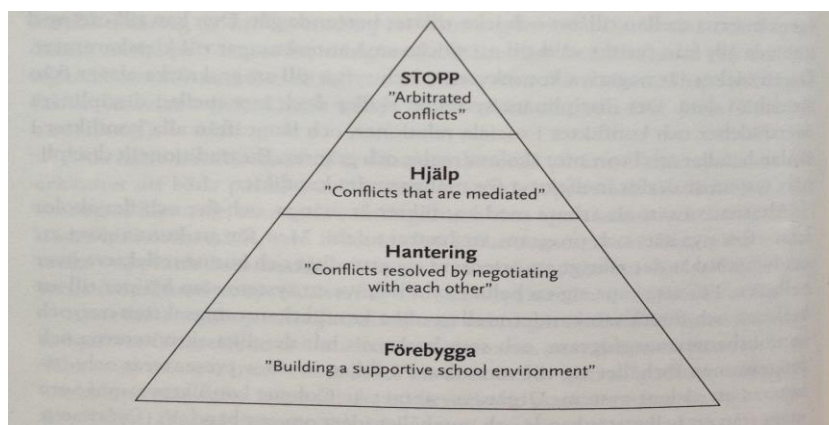 STOPP
"Arbitrated
conflicts"
Hjälp
"Conflicts that are mediated"
Hantering
"Conflicts resolved by negotiating
with each other"
Förebygga
"Building a supportive school environment"